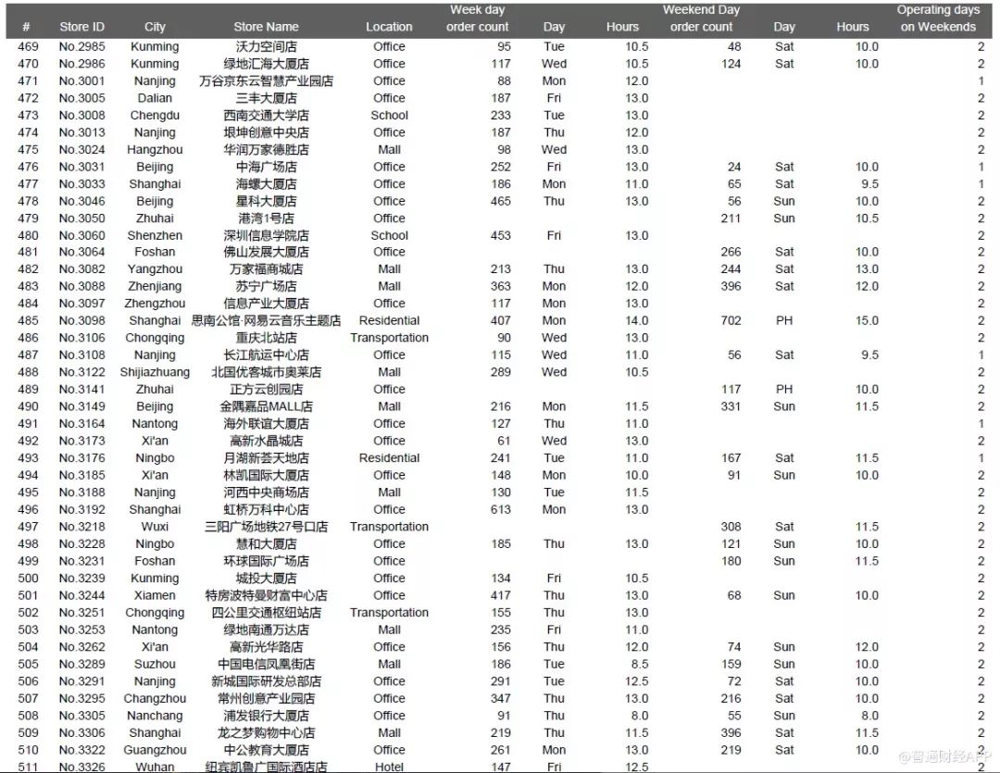 Week day Weekend Day Operating days
# Store ID City Store Name Location order count Day Hours order count Day Hours on Weekends
469 No.2985 Kunming 沃力空间店 Office 95 Tue 10.5 48 Sat 10.0 2
470 No.2986 Kunming 绿地汇海大厦店 Office 117 Wed 10.5 124 Sat 10.0 2
471 No.3001 Nanjing 万谷京东云智慧产业园店 Office 88 Mon 12.0 1
472 No.3005 Dalian 三丰大厦店 Office 187 Fri 13.0 2
473 No.3008 Chengdu 西南交通大学店 School 233 Tue 13.0 2
474 No.3013 Nanjing 垠坤创意中央店 Office 187 Thu 12.0 2
475 No.3024 Hangzhou 华润万家德胜店 Mall 98 Wed 13.0 2
476 No.3031 Beijing 中海广场店 Office 252 Fri 13.0 24 Sat 10.0 1
477 No.3033 Shanghai 海螺大厦店 Office 186 Mon 11.0 65 Sat 9.5 1
478 No.3046 Beijing 星科大厦店 Office 465 Thu 13.0 56 Sun 10.0 2
479 No.3050 Zhuhai 港湾1号店 Office 211 Sun 10.5 2
480 No.3060 Shenzhen 深圳信息学院店 School 453 Fri 13.0 2
481 No.3064 Foshan 佛山发展大厦店 Office 266 Sat 10.0 2
482 No.3082 Yangzhou 万家福商城店 Mall 213 Thu 13.0 244 Sat 13.0 2
483 No.3088 Zhenjiang 苏宁广场店 Mall 363 Mon 12.0 396 Sat 12.0 2
484 No.3097 Zhengzhou 信息产业大厦店 Office 117 Mon 13.0 2
485 No.3098 Shanghai 思南公馆·网易云音乐主题店 Residential 407 Mon 14.0 702 PH 15.0 2
486 No.3106 Chongqing 重庆北站店 Transportation 90 Wed 13.0 2
487 No.3108 Nanjing 长江航运中心店 Office 115 Wed 11.0 56 Sat 9.5 1
488 No.3122 Shijiazhuang 北国优客城市奥莱店 Mall 289 Wed 10.5 2
489 No.3141 Zhuhai 正方云创园店 Office 117 PH 10.0 2
490 No.3149 Beijing 金隅嘉品MALL店 Mall 216 Mon 11.5 331 Sun 11.5 2
491 No.3164 Nantong 海外联谊大厦店 Office 127 Thu 11.0 1
492 No.3173 Xi'an 高新水晶城店 Office 61 Wed 13.0 2
493 No.3176 Ningbo 月湖新荟天地店 Residential 241 Tue 11.0 167 Sat 11.5 1
494 No.3185 Xi'an 林凯国际大厦店 Office 148 Mon 10.0 91 Sun 10.0 2
495 No.3188 Nanjing 河西中央商场店 Mall 130 Tue 11.5 2
496 No.3192 Shanghai 虹桥万科中心店 Office 613 Mon 13.0 2
497 No.3218 Wuxi 三阳广场地铁27号口店 Transportation 308 Sat 11.5 2
498 No.3228 Ningbo 慧和大厦店 Office 185 Thu 13.0 121 Sun 10.0 2
499 No.3231 Foshan 环球国际广场店 Office 180 Sun 11.5 2
500 No.3239 Kunming 城投大厦店 Office 134 Fri 10.5 2
501 No.3244 Xiamen 特房波特曼财富中心店 Office 417 Thu 13.0 68 Sun 10.0 2
502 No.3251 Chongqing 四公里交通枢纽站店 Transportation 155 Thu 13.0 2
503 No.3253 Nantong 绿地南通万达店 Mall 235 Fri 11.0 2
504 No.3262 Xi'an 高新光华路店 Office 156 Thu 12.0 74 Sun 12.0 2
505 No.3289 Suzhou 中国电信凤凰街店 Mall 186 Tue 8.5 159 Sun 10.0 2
506 No.3291 Nanjing 新城国际研发总部店 Office 291 Tue 12.5 72 Sat 10.0 2
507 No.3295 Changzhou 常州创意产业园店 Office 347 Thu 13.0 216 Sat 10.0 2
508 No.3305 Nanchang 浦发银行大厦店 Office 91 Thu 8.0 55 Sun 8.0 2
509 No.3306 Shanghai 龙之梦购物中心店 Mall 219 Thu 11.5 396 Sat 11.5 2
510 No.3322 Guangzhou 中公教育大厦店 Office 261 Mon 13.0 219 Sat 10.0 2
511 No.3326 Wuhan 纽宾凯鲁广国际酒店店 Hotel 147 Fri 12.5 2
@智通财经APP